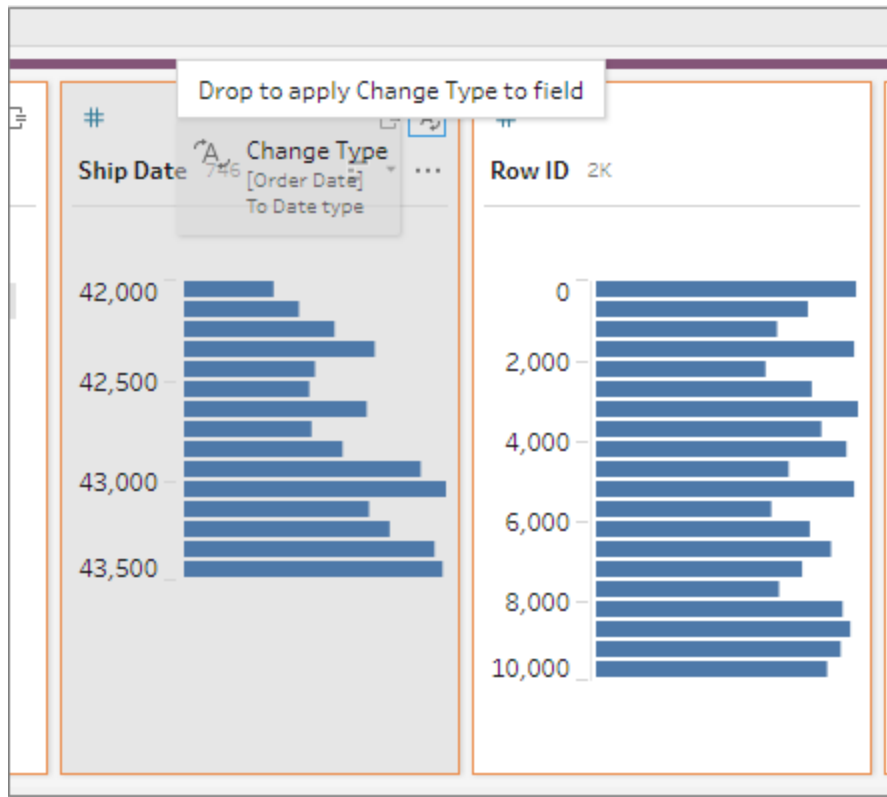 Drop to apply Change Type to field
#
#
Change Type
Ship Date 746
[Order Date]
To Date type
Row ID 2K
42,000
42,500
43,000
43,500
0
2,000
4,000
6,000
8,000
10,000